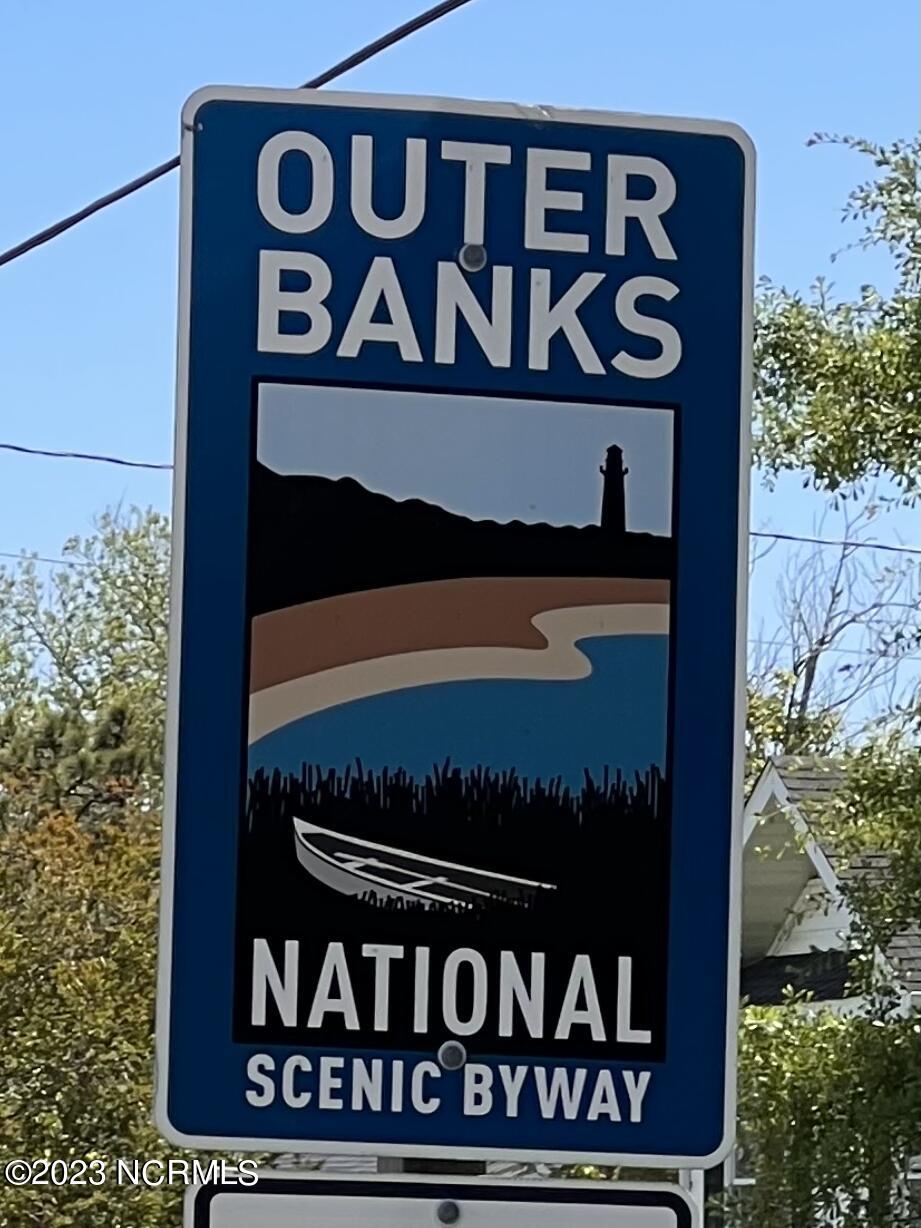 OUTER
BANKS
NATIONAL
SCENIC BYWAY
©2023 NCRMLS